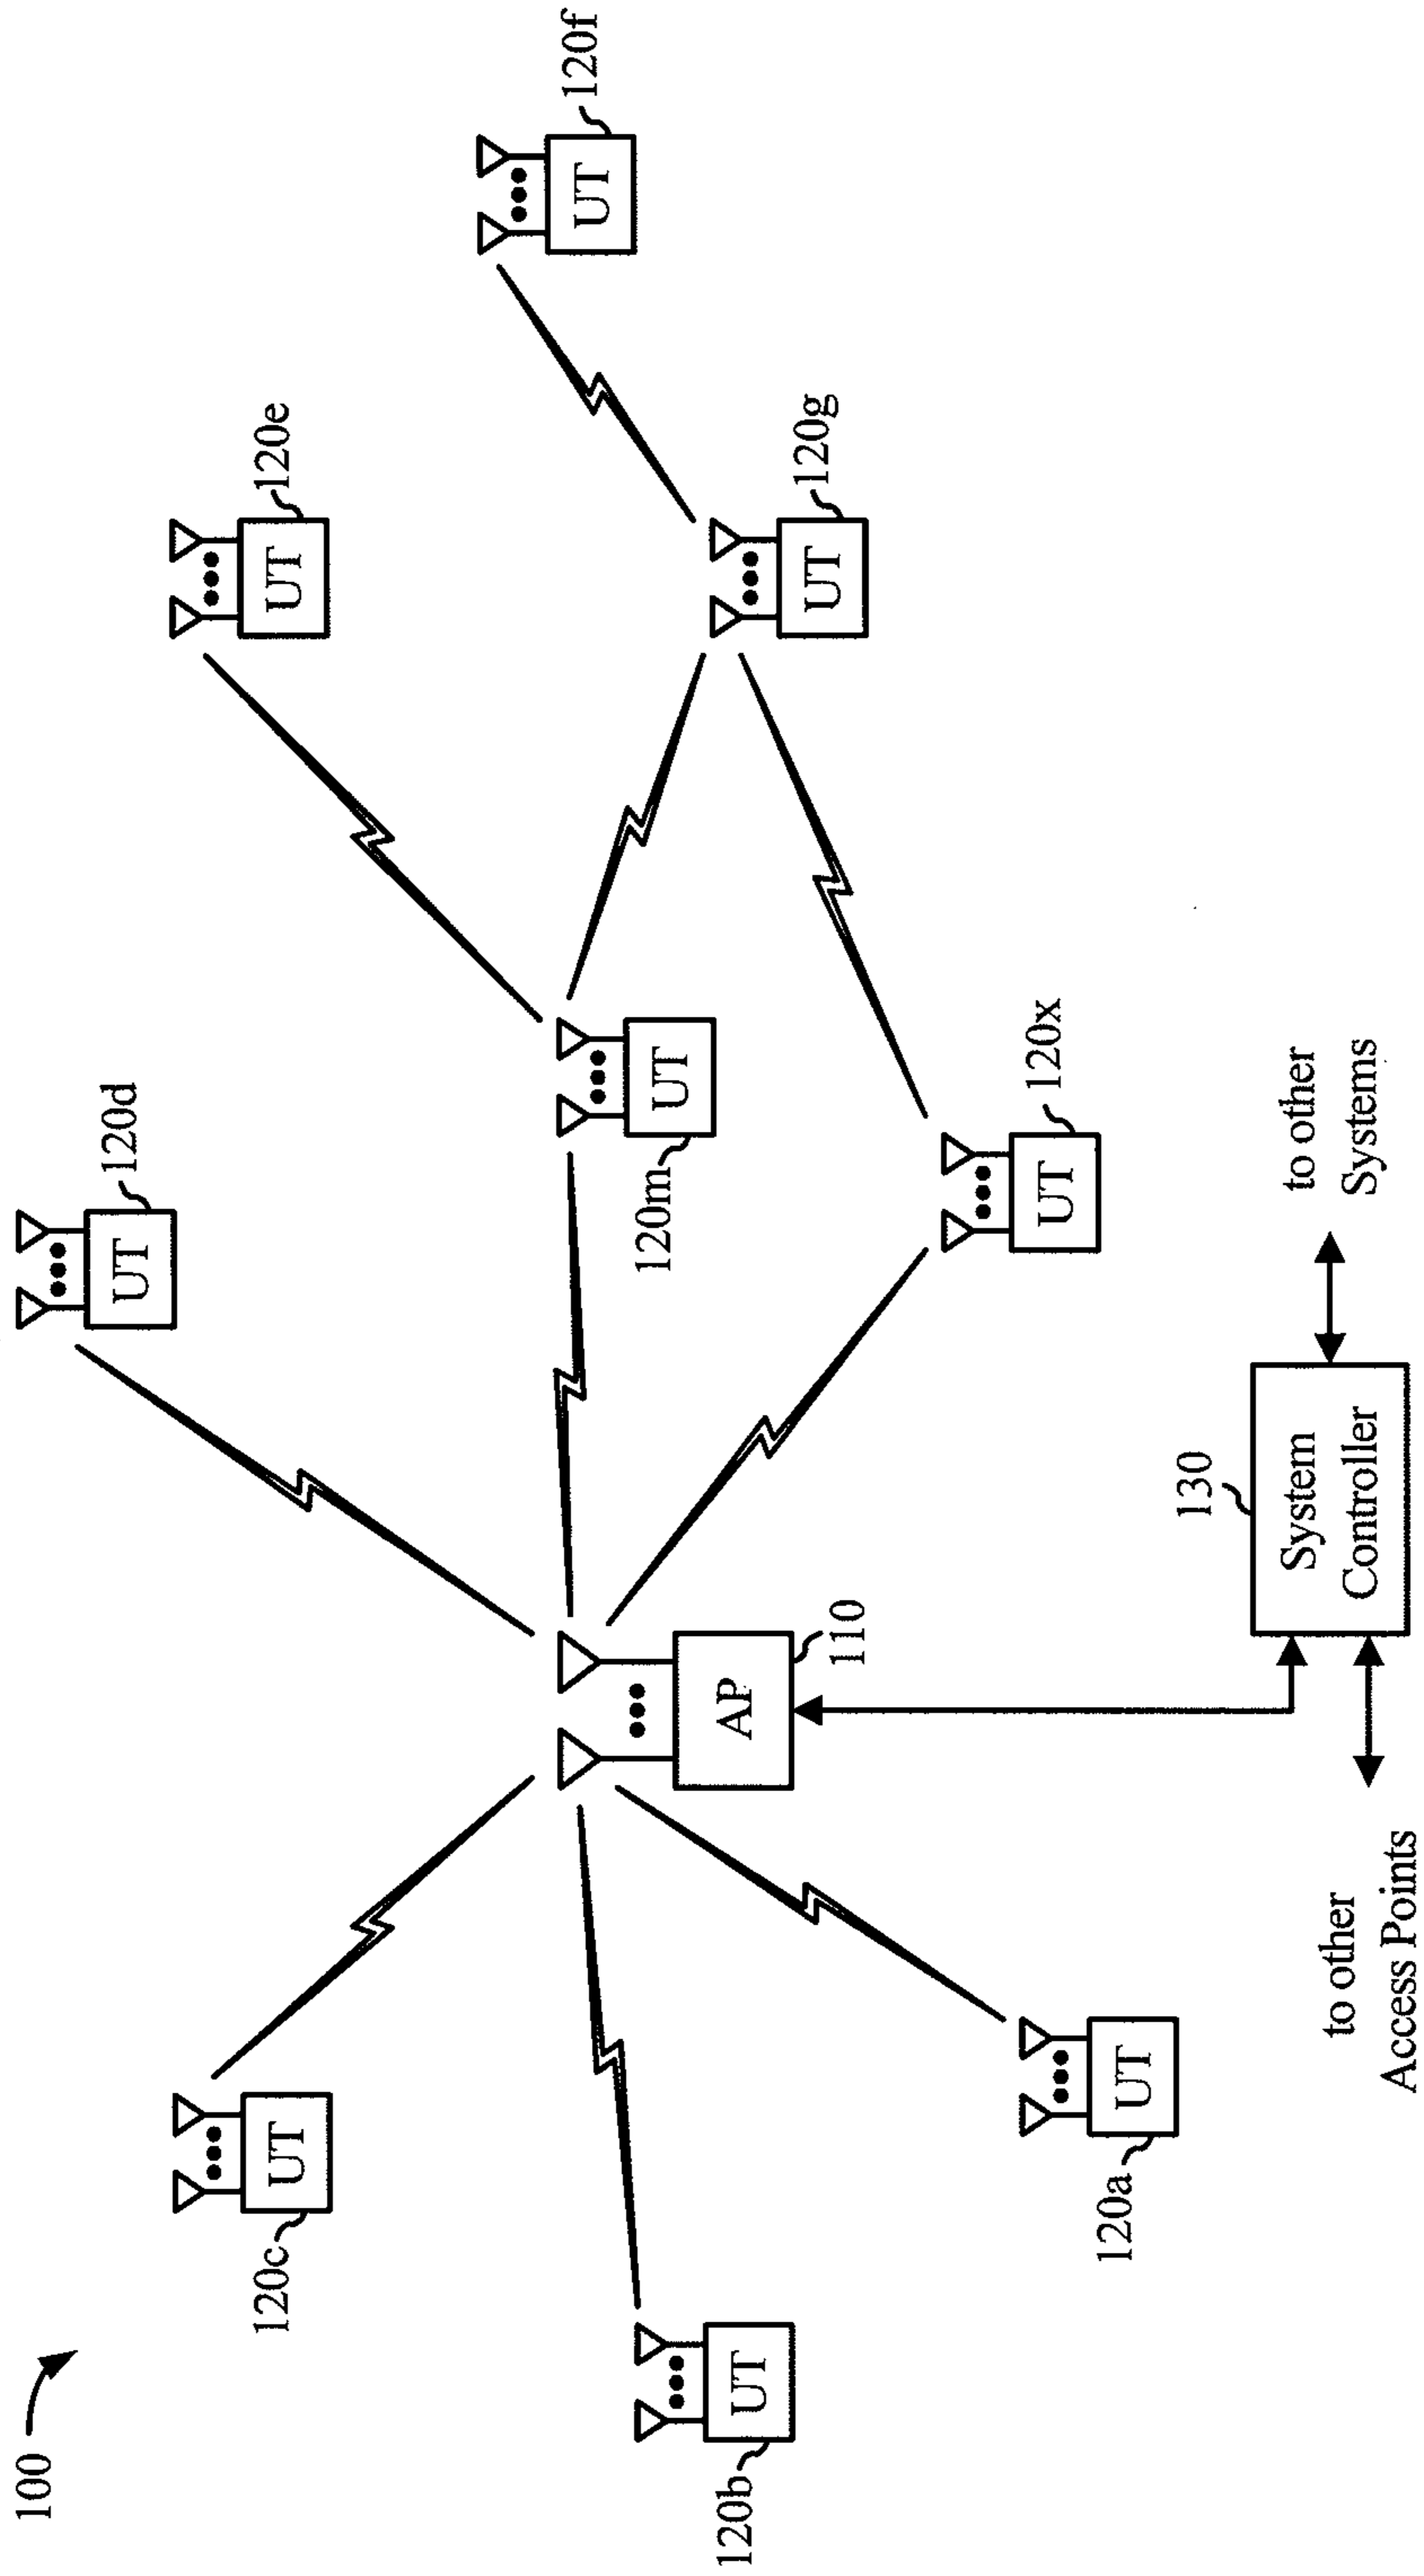 100
120d
UT
120e
UT
120c
UT
120f
UT
120m
UT
120g
UT
AP
110
120b
UT
120x
UT
120a
UT
130
System
Controller
to other
Systems
to other
Access Points